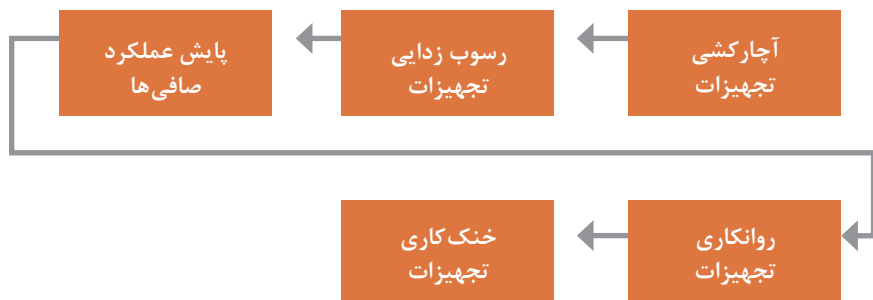 آچارکشی
تجهیزات
رسوب زدایی
تجهیزات
پایش عملکرد
صافی‌ها
روانکاری
تجهیزات
خنک‌کاری
تجهیزات